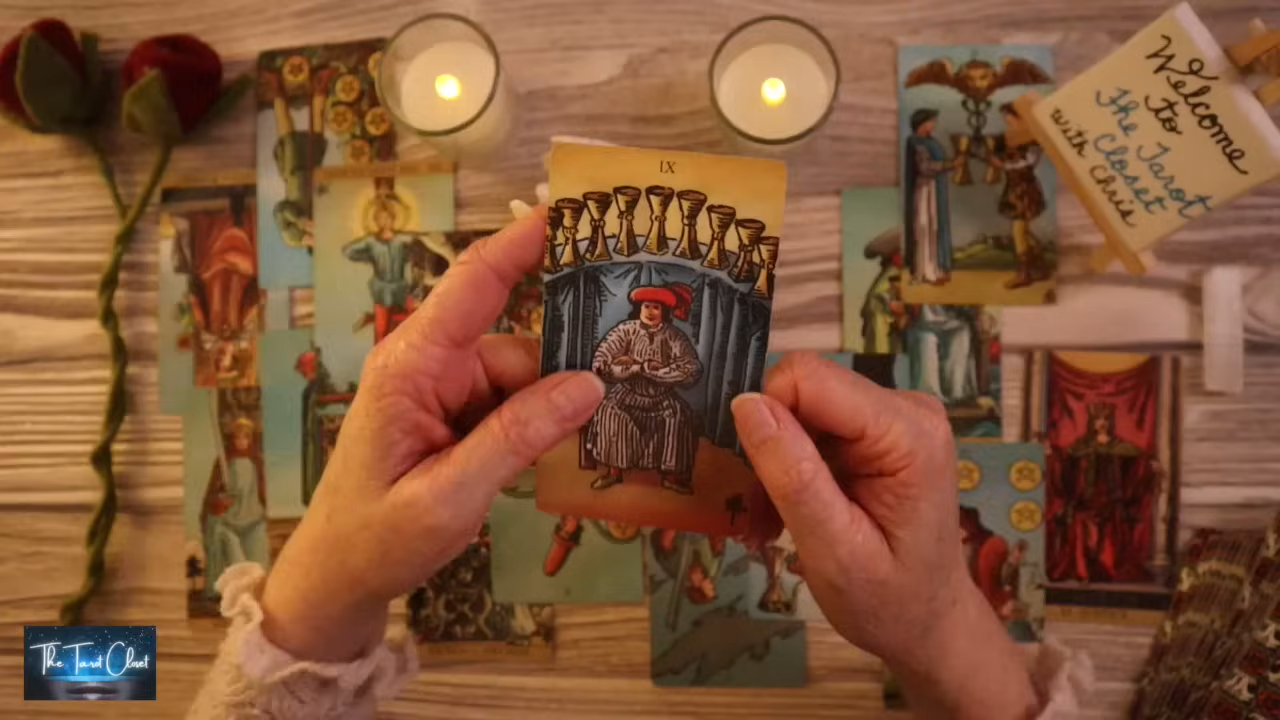 IX
Welcome
to
The Tarot
Closet
with Chris
The Tarot Closet